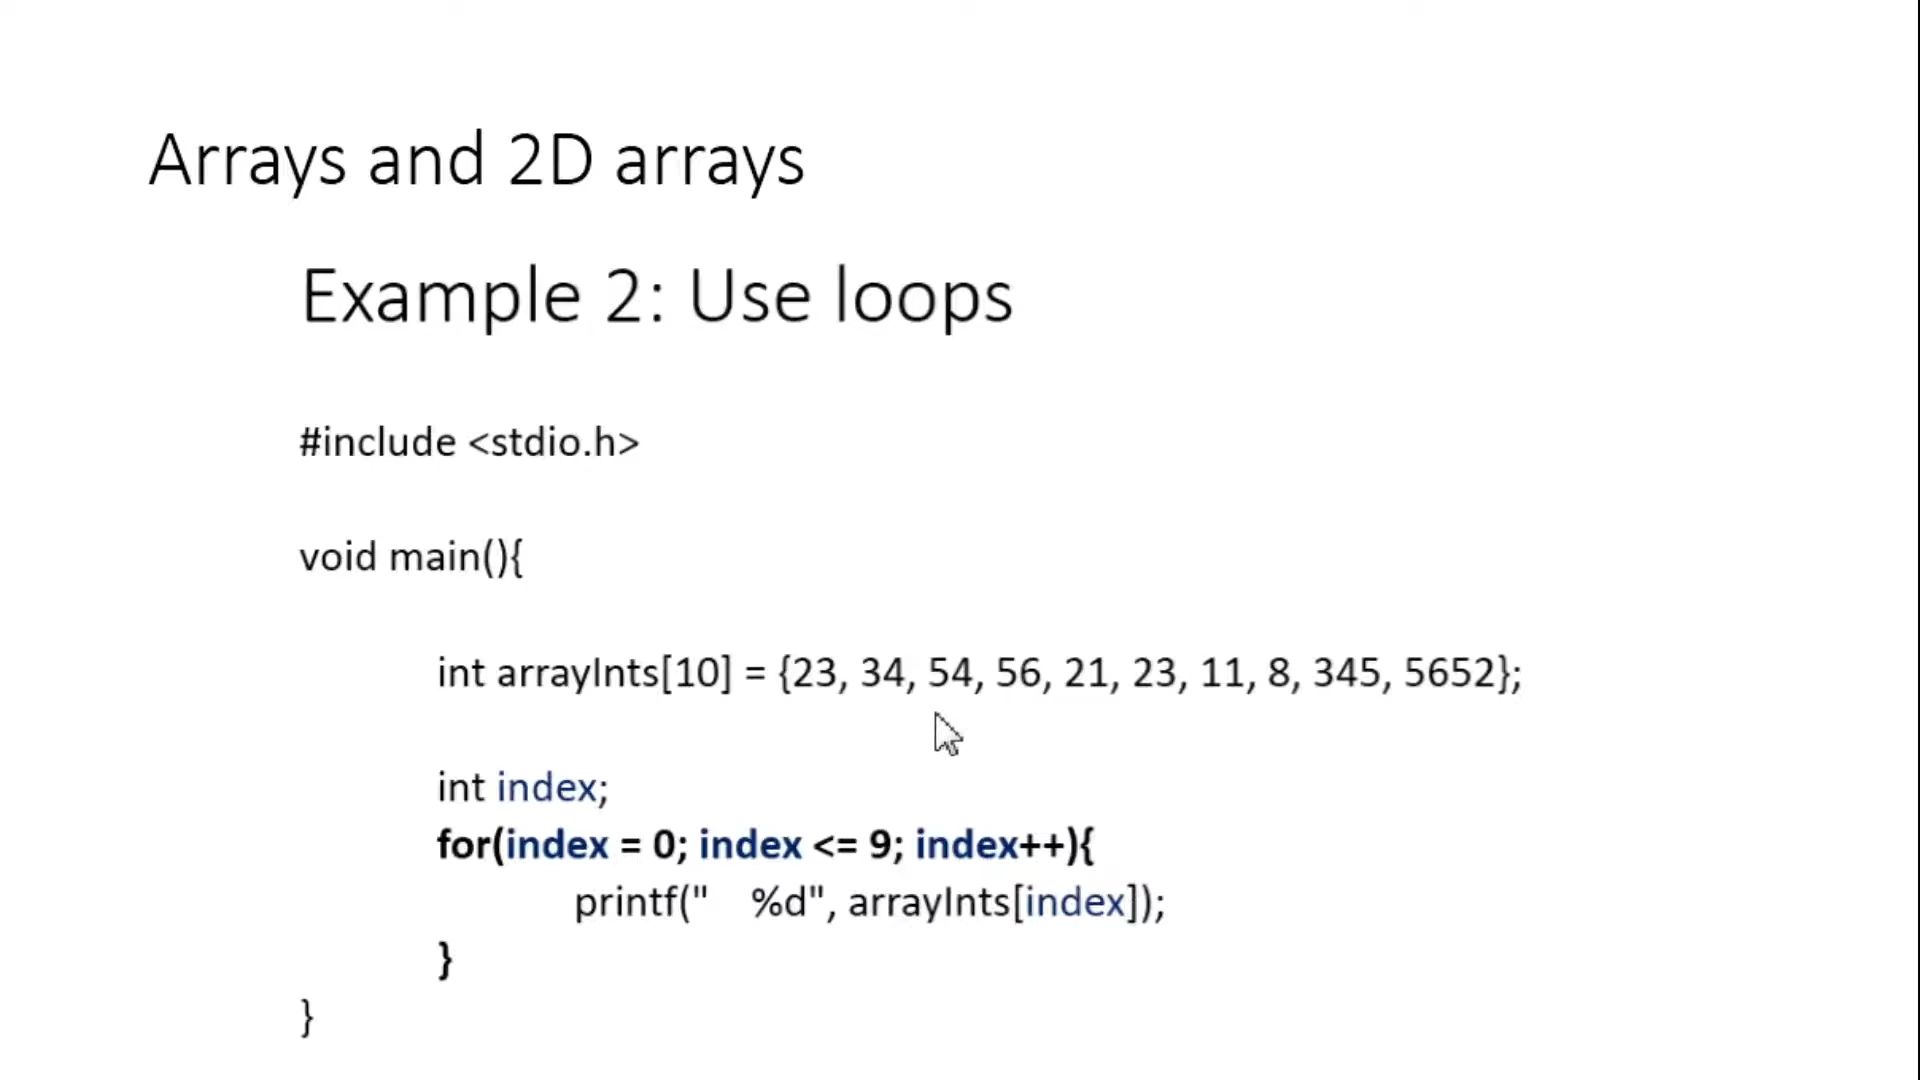 Arrays and 2D arrays
Example 2: Use loops
#include <stdio.h>
void main(){
int arrayInts[10] = {23, 34, 54, 56, 21, 23, 11, 8, 345, 5652};
int index;
for(index = 0; index <= 9; index++){
printf("    %d", arrayInts[index]);
}
}